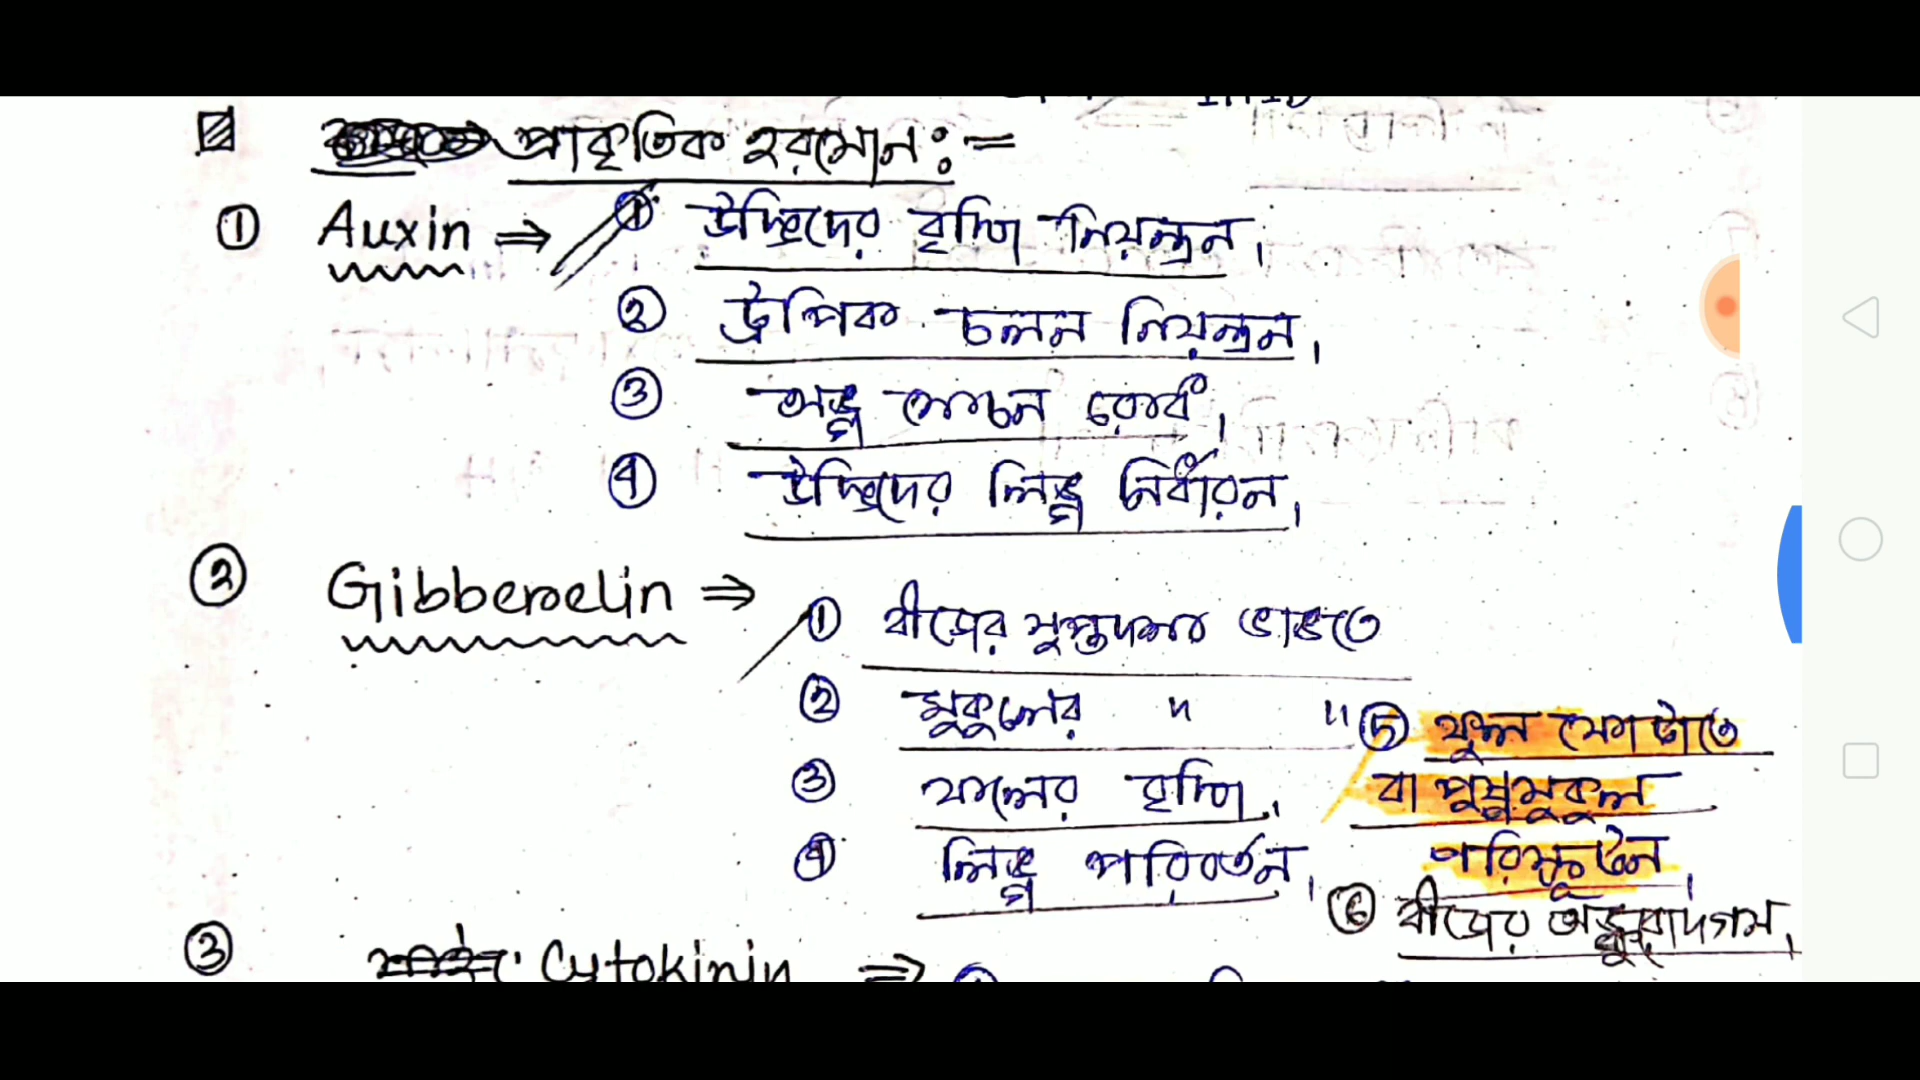 প্রাকৃতিক হরমোন :=
① Auxin ⇒ ① উদ্ভিদের বৃদ্ধি নিয়ন্ত্রন।
② ট্রপিক চলন নিয়ন্ত্রন।
③ অঙ্গ মোচন রোধ।
④ উদ্ভিদের লিঙ্গ নির্ধারন।
② Gibberelin ⇒
① বীজের সুপ্তদশা ভাঙতে
② মুকুলের " "
③ ফলের বৃদ্ধি।
④ লিঙ্গ পরিবর্তন।
⑤ ফুল ফোটাতে
বা পুষ্পমুকুল
পরিস্ফুটন।
⑥ বীজের অঙ্কুরোদগম।
③ Cytokinin ⇒